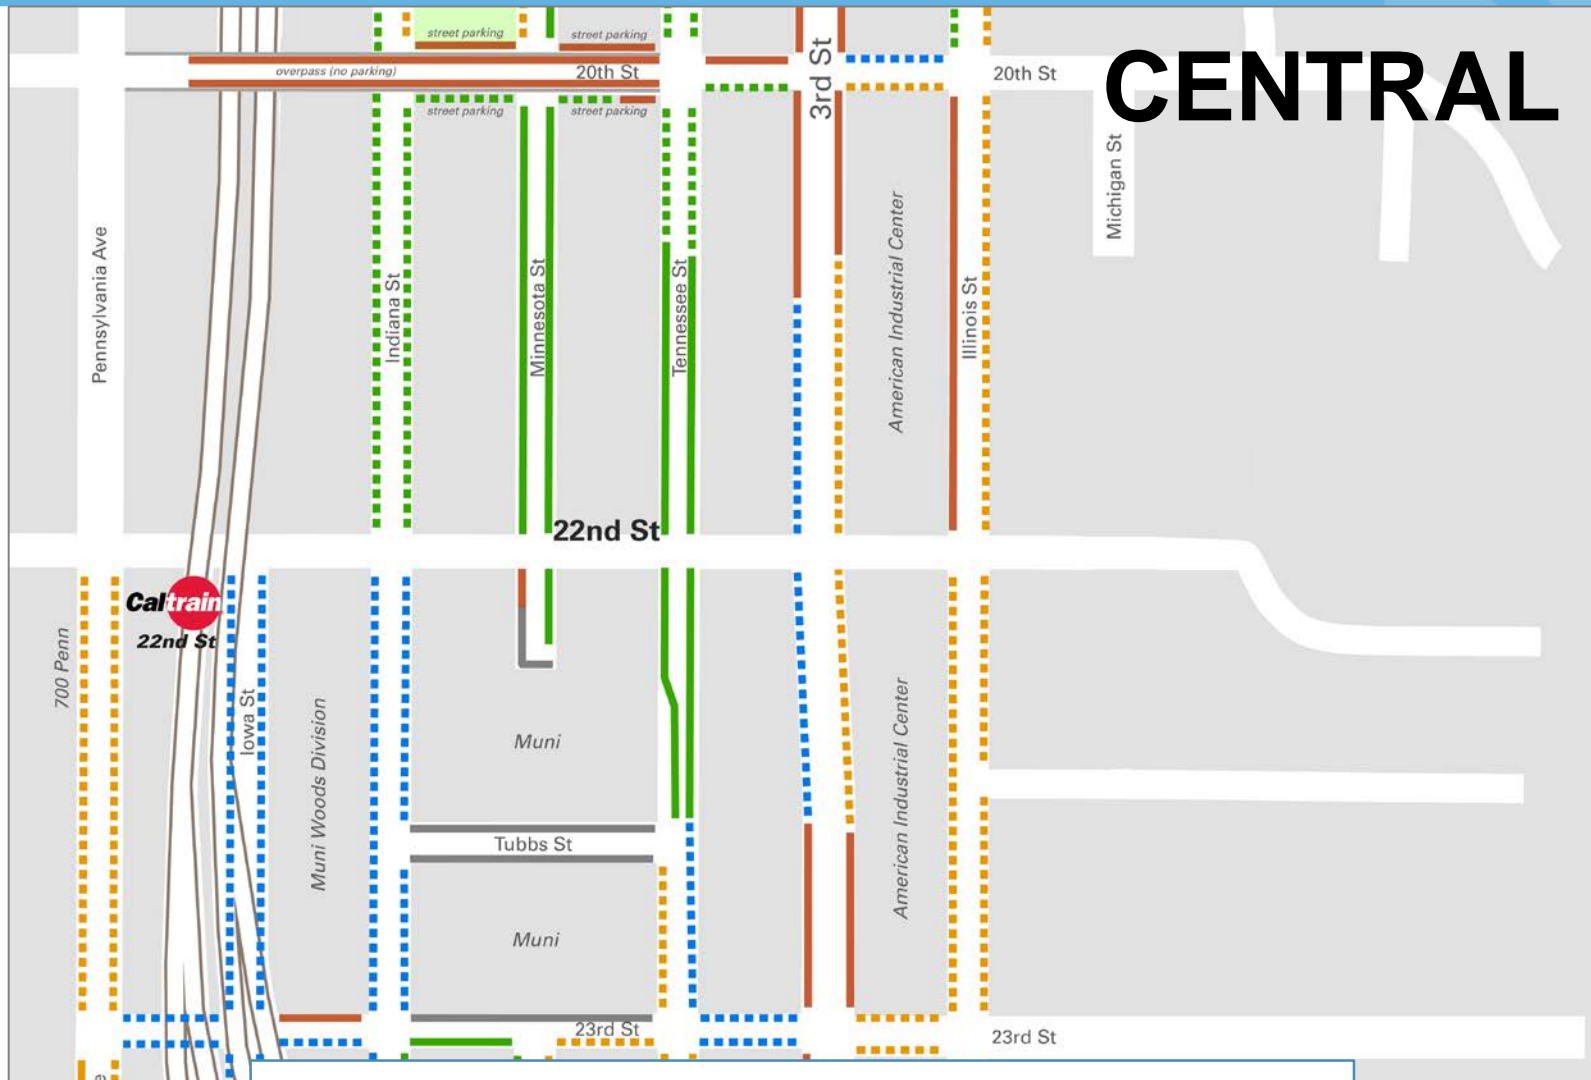 CENTRAL
street parking
street parking
overpass (no parking)
20th St
20th St
street parking
street parking
3rd St
Michigan St
Pennsylvania Ave
Indiana St
Minnesota St
Tennessee St
American Industrial Center
Illinois St
22nd St
Caltrain
22nd St
700 Penn
Iowa St
Muni Woods Division
Muni
American Industrial Center
Tubbs St
Muni
23rd St
23rd St